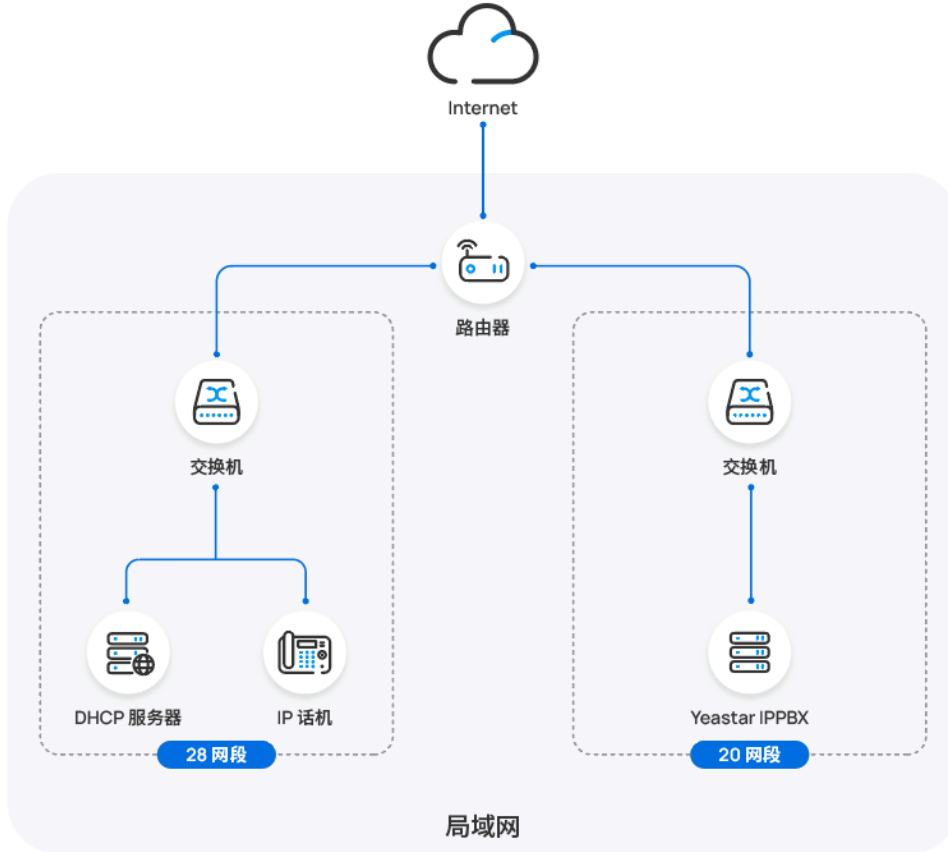 Internet
路由器
交换机
交换机
DHCP 服务器
IP 话机
Yeastar IPPBX
28 网段
20 网段
局域网